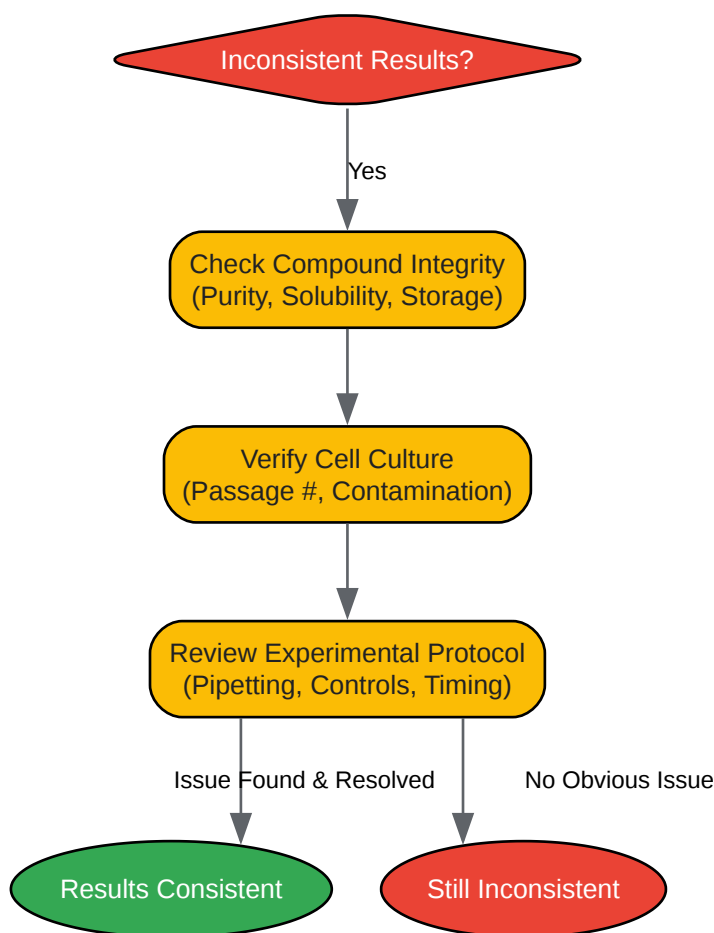 Inconsistent Results?
Yes
Check Compound Integrity
(Purity, Solubility, Storage)
Verify Cell Culture
(Passage #, Contamination)
Review Experimental Protocol
(Pipetting, Controls, Timing)
Issue Found & Resolved
No Obvious Issue
Results Consistent
Still Inconsistent